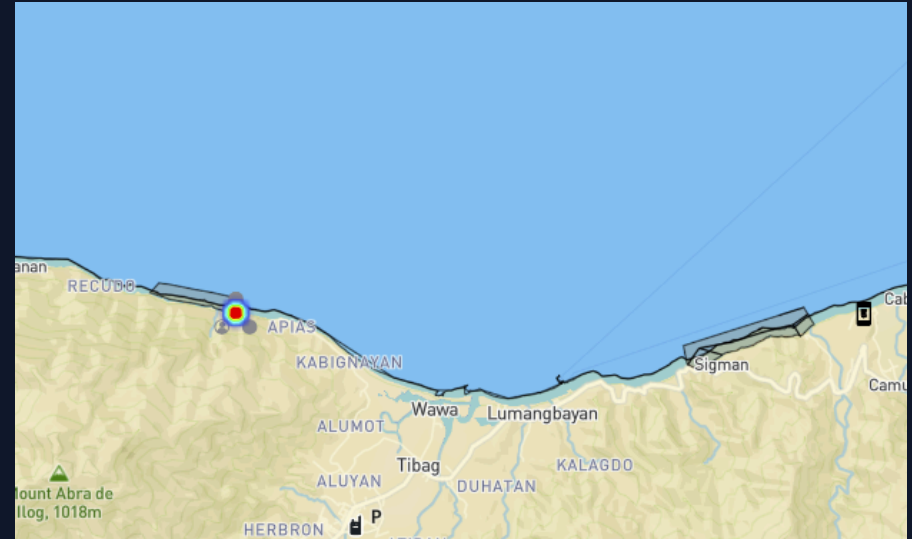 anan
RECUDO
APIAS
KABIGNAYAN
Sigman
Wawa
Lumangbayan
ALUMOT
Tibag
KALAGDO
ALUYAN
DUHATAN
Mount Abra de
Ilog, 1018m
P
HERBRON
Cab
Camu